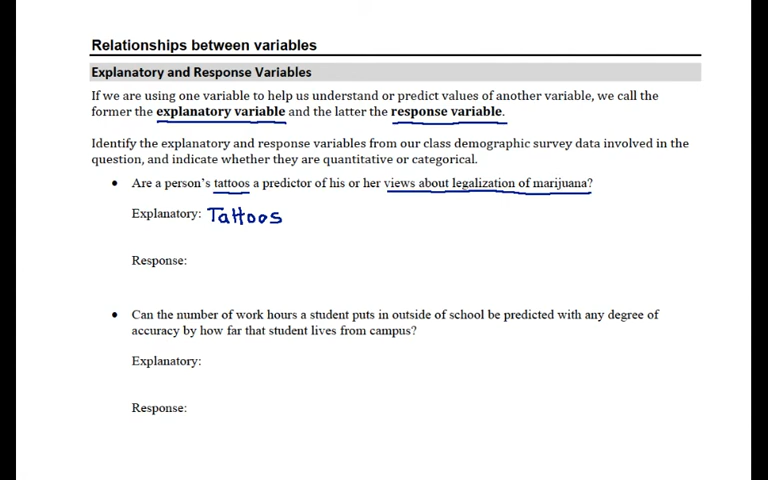 Relationships between variables
Explanatory and Response Variables
If we are using one variable to help us understand or predict values of another variable, we call the
former the explanatory variable and the latter the response variable.
Identify the explanatory and response variables from our class demographic survey data involved in the
question, and indicate whether they are quantitative or categorical.
• Are a person's tattoos a predictor of his or her views about legalization of marijuana?
Explanatory: Tattoos
Response:
• Can the number of work hours a student puts in outside of school be predicted with any degree of
accuracy by how far that student lives from campus?
Explanatory:
Response: